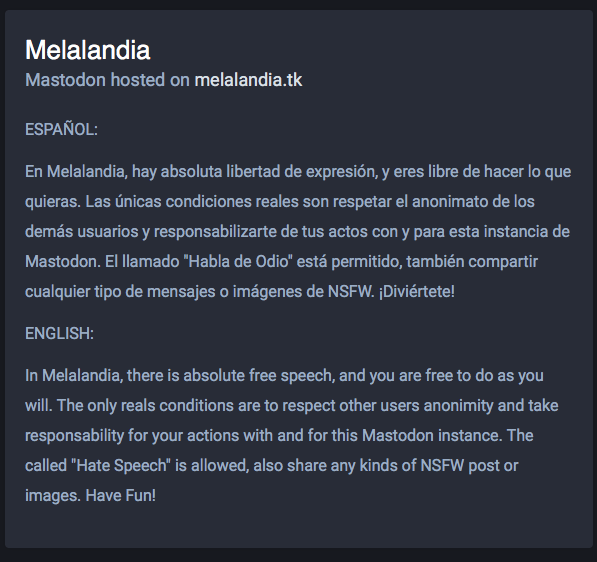 Melalandia
Mastodon hosted on melalandia.tk
ESPAÑOL:
En Melalandia, hay absoluta libertad de expresión, y eres libre de hacer lo que
quieras. Las únicas condiciones reales son respetar el anonimato de los
demás usuarios y responsabilizarte de tus actos con y para esta instancia de
Mastodon. El llamado "Habla de Odio" está permitido, también compartir
cualquier tipo de mensajes o imágenes de NSFW. ¡Diviértete!
ENGLISH:
In Melalandia, there is absolute free speech, and you are free to do as you
will. The only reals conditions are to respect other users anonimity and take
responsability for your actions with and for this Mastodon instance. The
called "Hate Speech" is allowed, also share any kinds of NSFW post or
images. Have Fun!